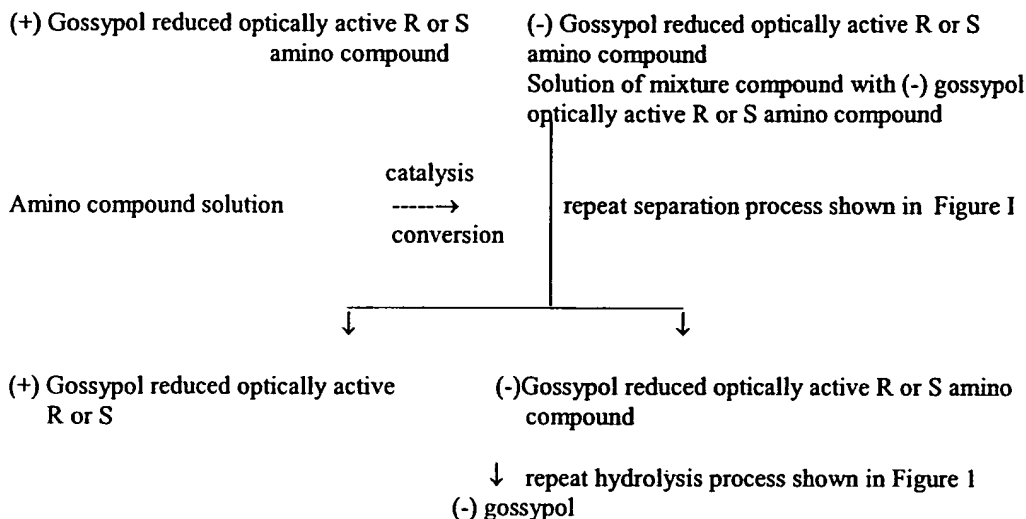 (+) Gossypol reduced optically active R or S
amino compound
(-) Gossypol reduced optically active R or S
amino compound
Solution of mixture compound with (-) gossypol
optically active R or S amino compound
Amino compound solution
catalysis
------→
conversion
repeat separation process shown in Figure I
(+) Gossypol reduced optically active
R or S
(-)Gossypol reduced optically active R or S amino
compound
↓ repeat hydrolysis process shown in Figure 1
(-) gossypol